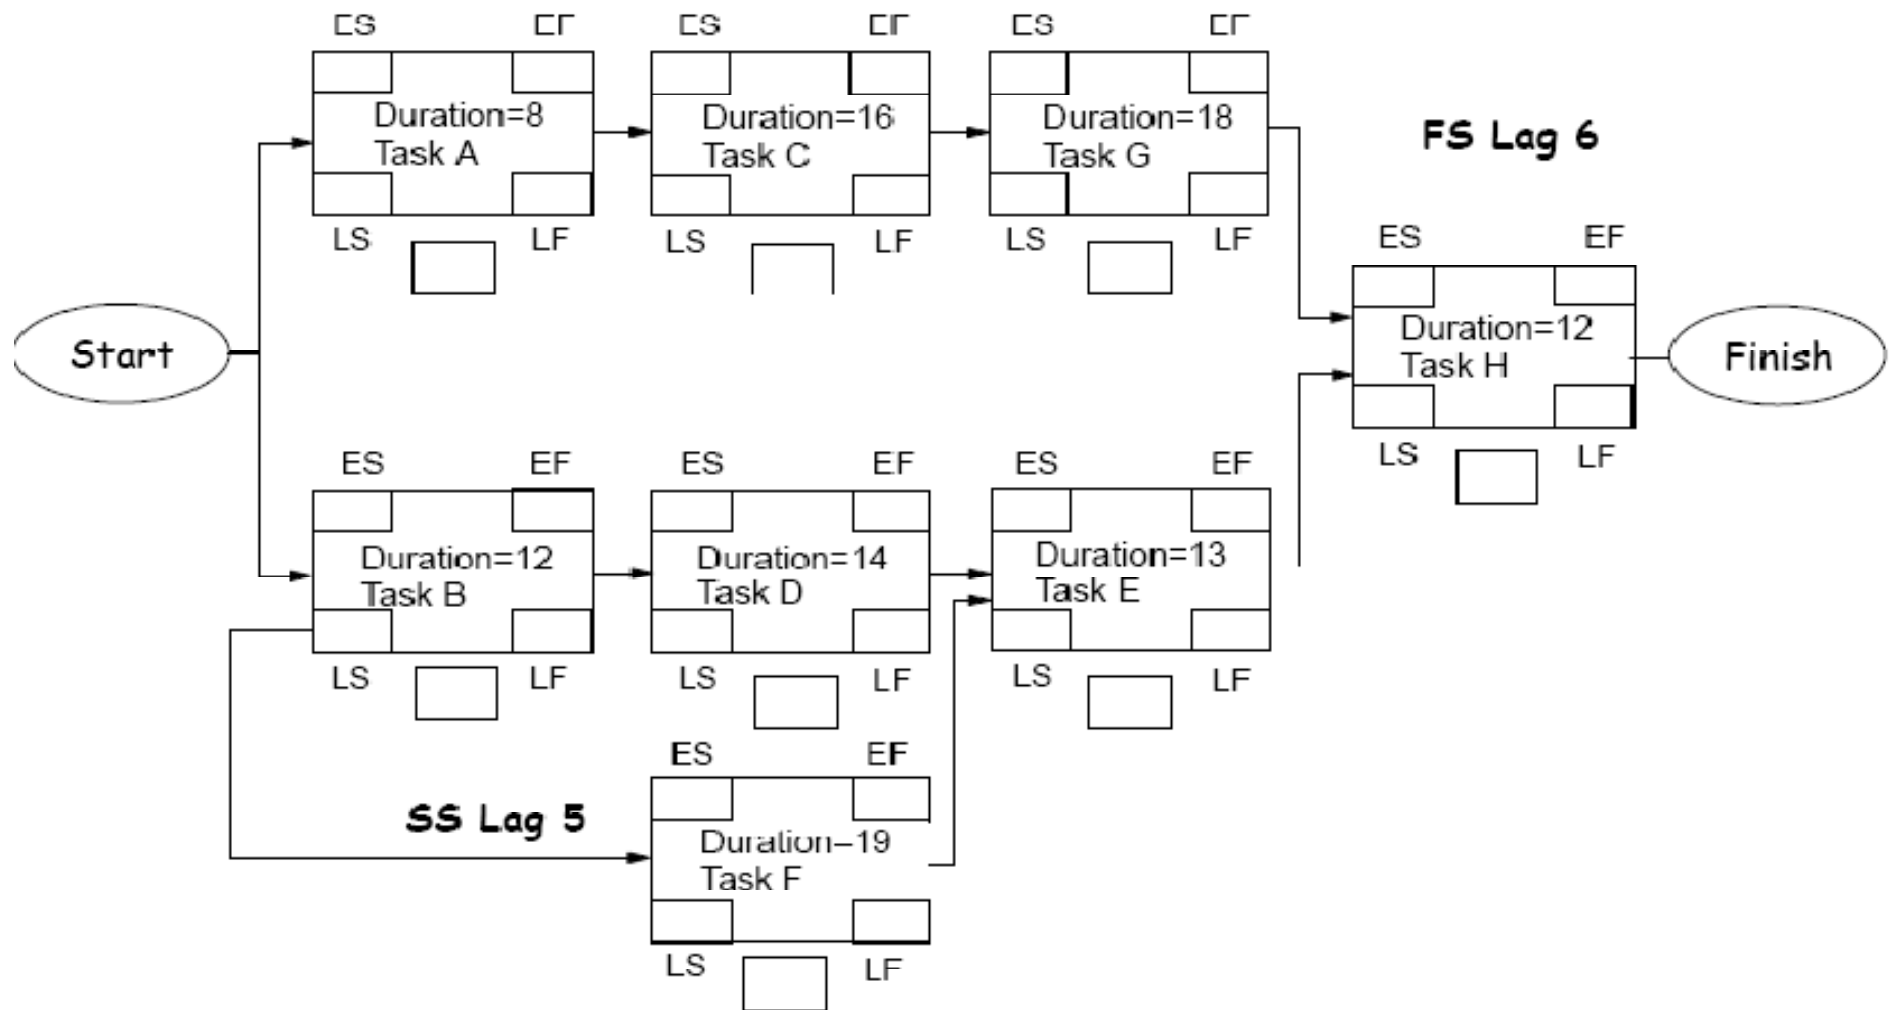 ES EF ES EF ES EF
Duration=8
Task A
Duration=16
Task C
Duration=18
Task G
FS Lag 6
LS LF LS LF LS LF
ES EF
Duration=12
Task H
LS LF
Start
Finish
ES EF ES EF ES EF
Duration=12
Task B
Duration=14
Task D
Duration=13
Task E
LS LF LS LF LS LF
ES EF
SS Lag 5
Duration=19
Task F
LS LF